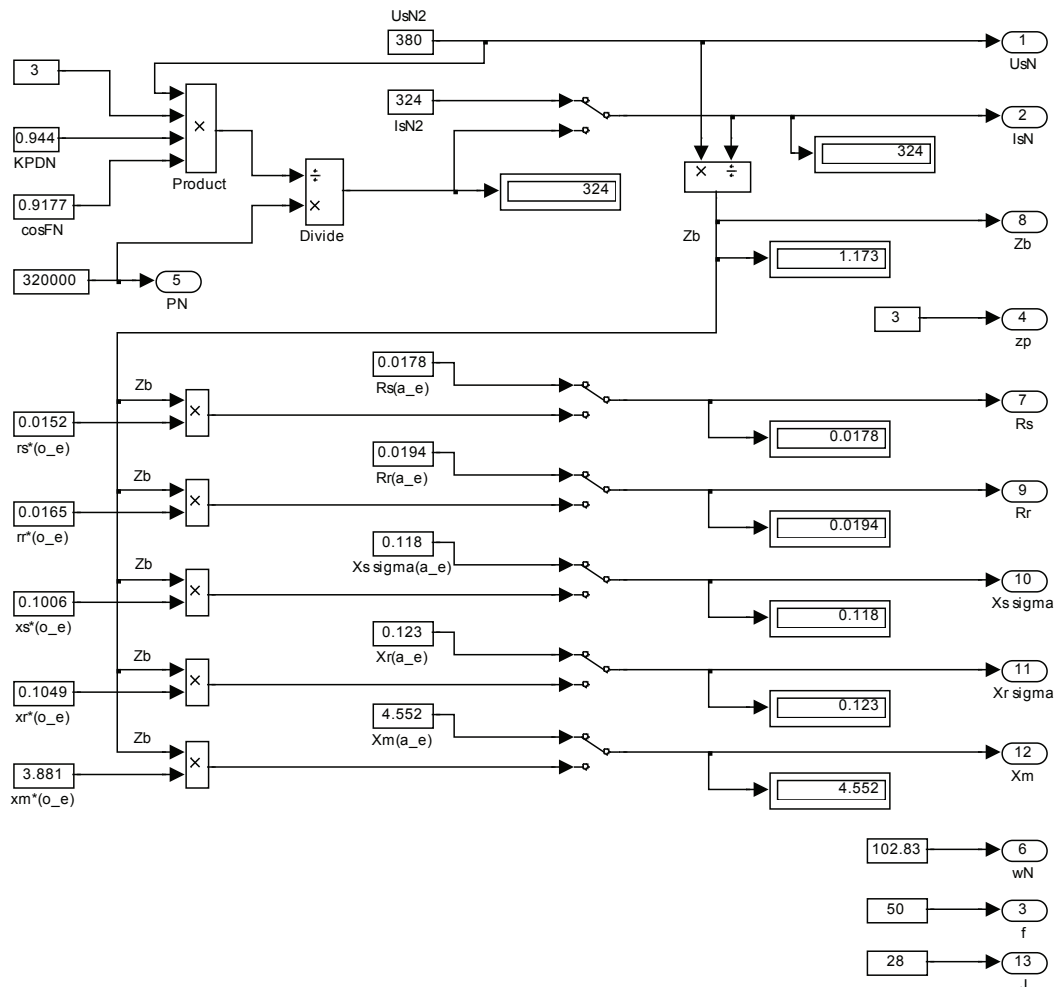 UsN2
380
1
UsN
3
324
IsN2
2
IsN
0.944
KPDN
×
Product
÷
×
Divide
324
× ÷
324
0.9177
cosFN
Zb
8
Zb
1.173
320000
5
PN
3
4
zp
0.0178
Rs(a_e)
Zb
×
0.0152
rs*(o_e)
7
Rs
0.0178
0.0194
Rr(a_e)
Zb
×
0.0165
rr*(o_e)
9
Rr
0.0194
0.118
Xs sigma(a_e)
Zb
×
0.1006
xs*(o_e)
10
Xs sigma
0.118
0.123
Xr(a_e)
Zb
×
0.1049
xr*(o_e)
11
Xr sigma
0.123
4.552
Xm(a_e)
Zb
×
3.881
xm*(o_e)
12
Xm
4.552
102.83
6
wN
50
3
f
28
13
J